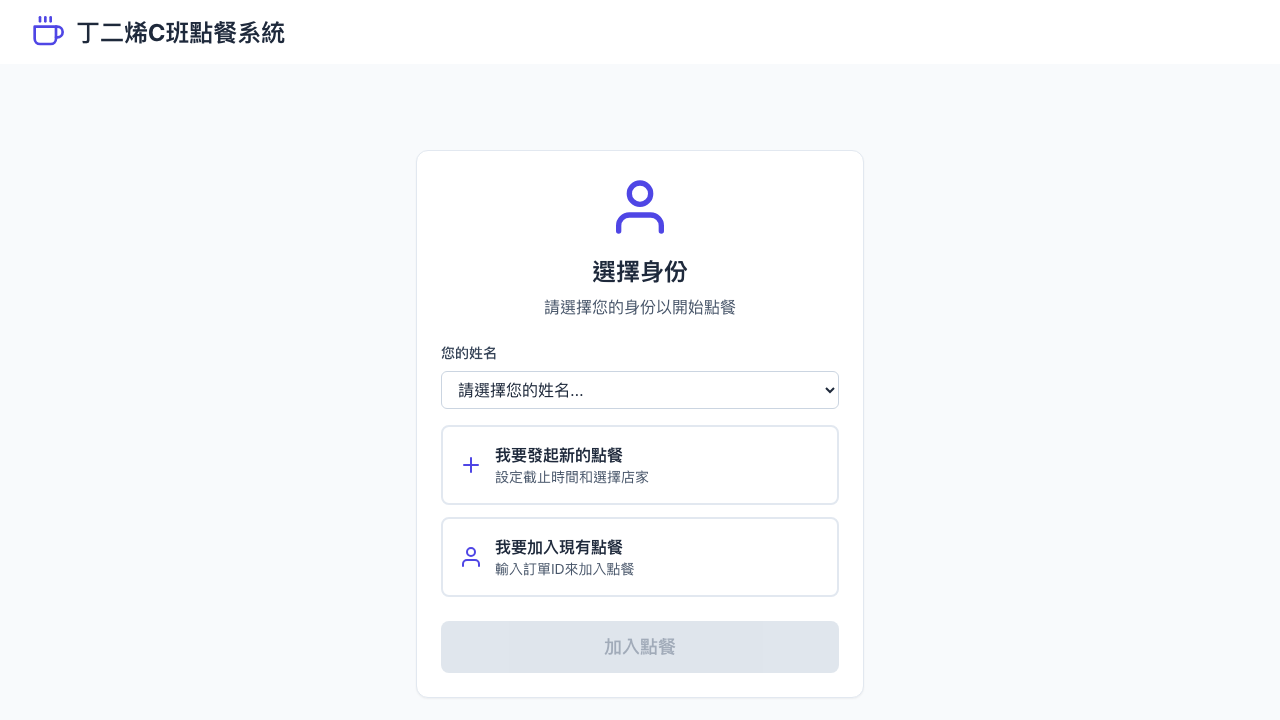 丁二烯C班點餐系統
選擇身份
請選擇您的身份以開始點餐
您的姓名
請選擇您的姓名...
我要發起新的點餐
設定截止時間和選擇店家
我要加入現有點餐
輸入訂單ID來加入點餐
加入點餐